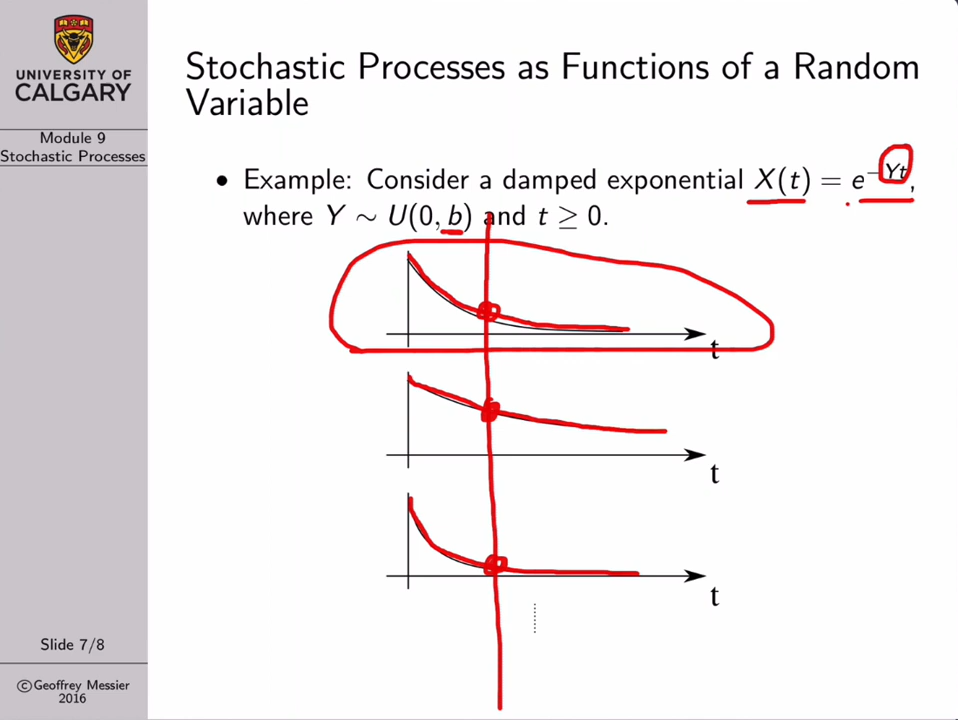 UNIVERSITY OF
CALGARY
Module 9
Stochastic Processes
Stochastic Processes as Functions of a Random
Variable
• Example: Consider a damped exponential X(t) = e^{-Yt},
where Y ∼ U(0, b) and t ≥ 0.
t
t
t
Slide 7/8
©Geoffrey Messier
2016